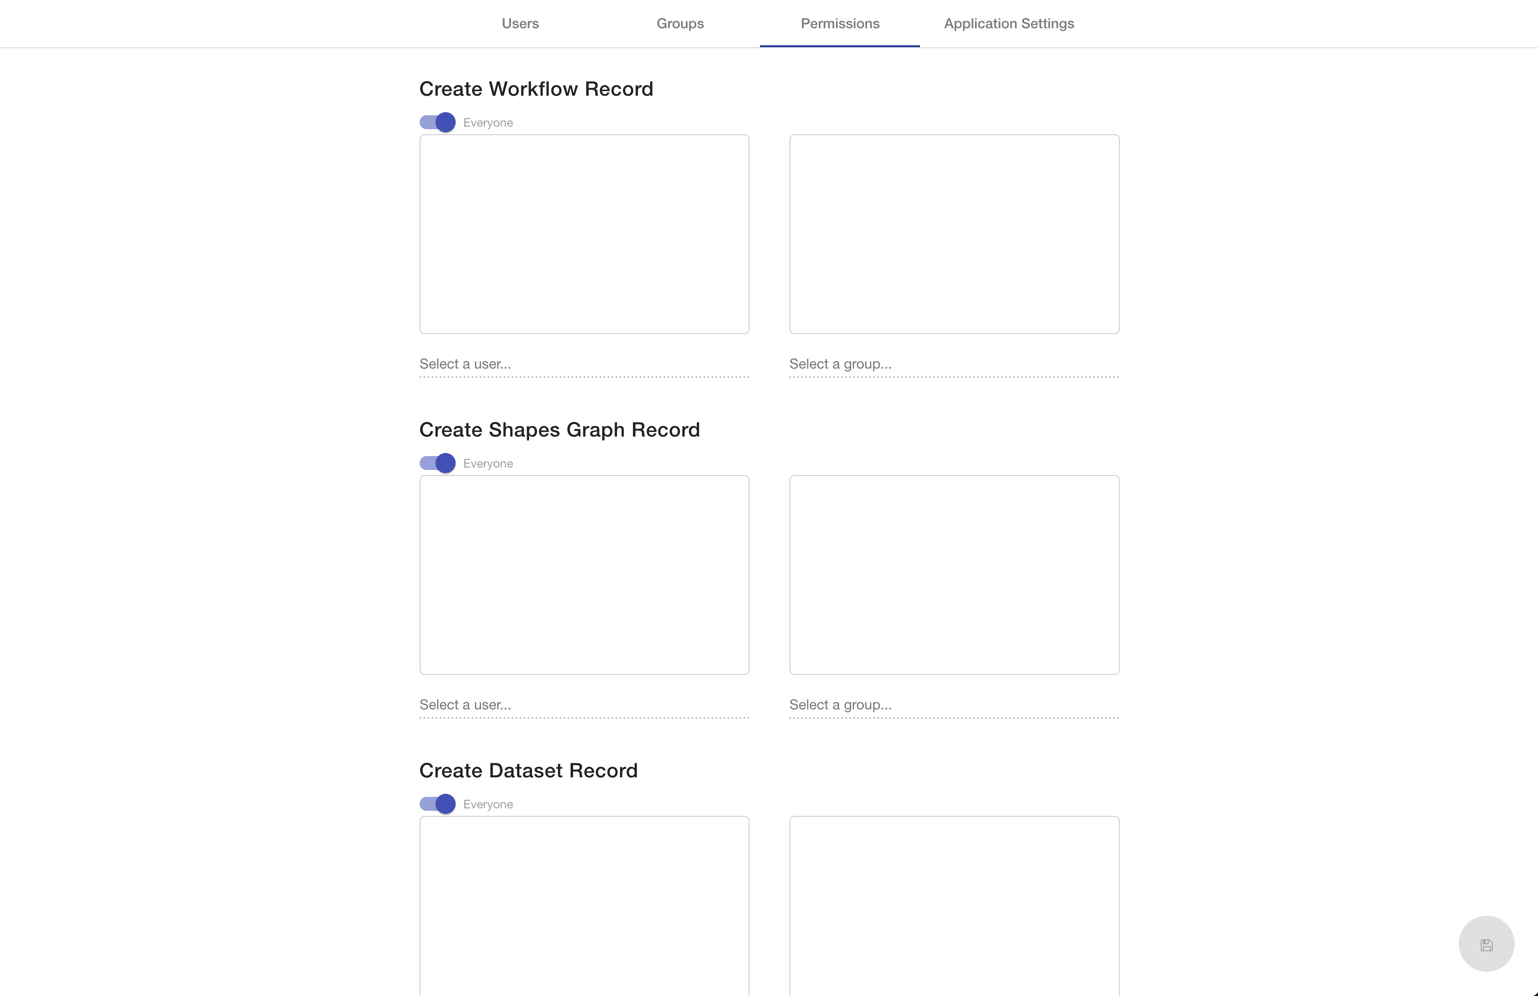 Users
Groups
Permissions
Application Settings
Create Workflow Record
Everyone
Select a user...
Select a group...
Create Shapes Graph Record
Everyone
Select a user...
Select a group...
Create Dataset Record
Everyone